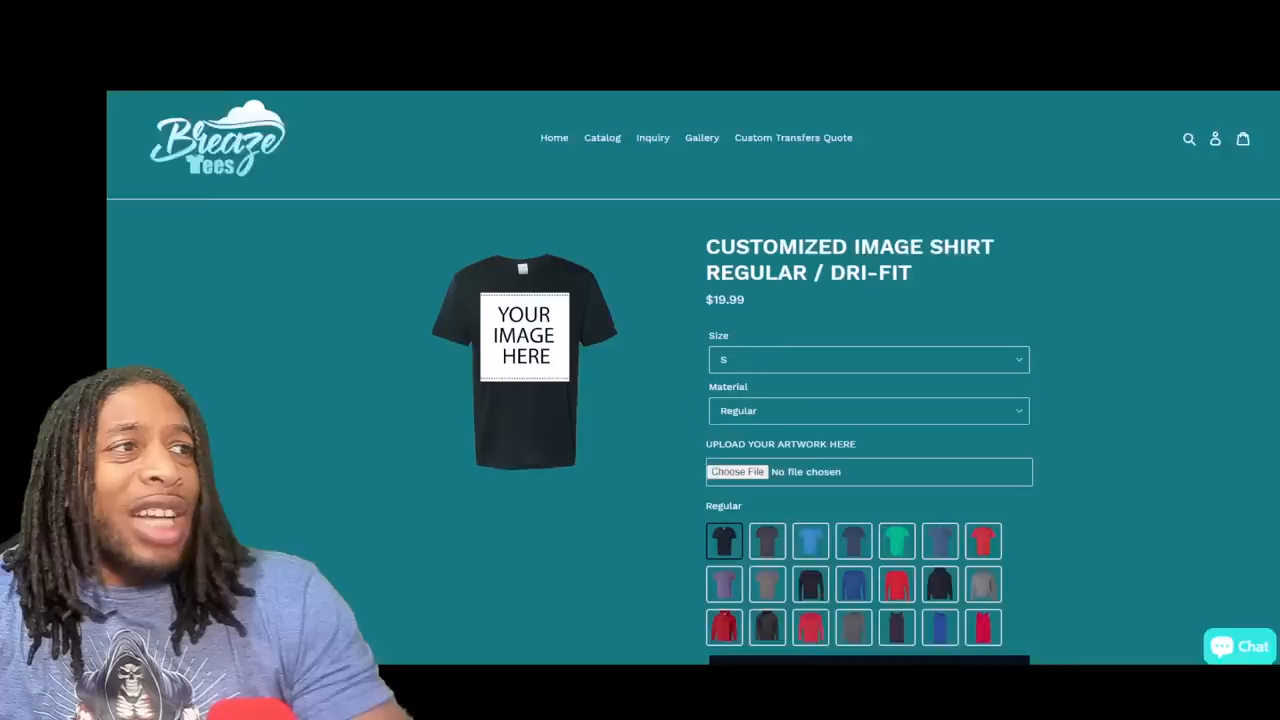 Breaze
Tees
Home Catalog Inquiry Gallery Custom Transfers Quote
CUSTOMIZED IMAGE SHIRT
REGULAR / DRI-FIT
$19.99
Size
S
Material
Regular
UPLOAD YOUR ARTWORK HERE
Choose File No file chosen
Regular
YOUR
IMAGE
HERE
Chat